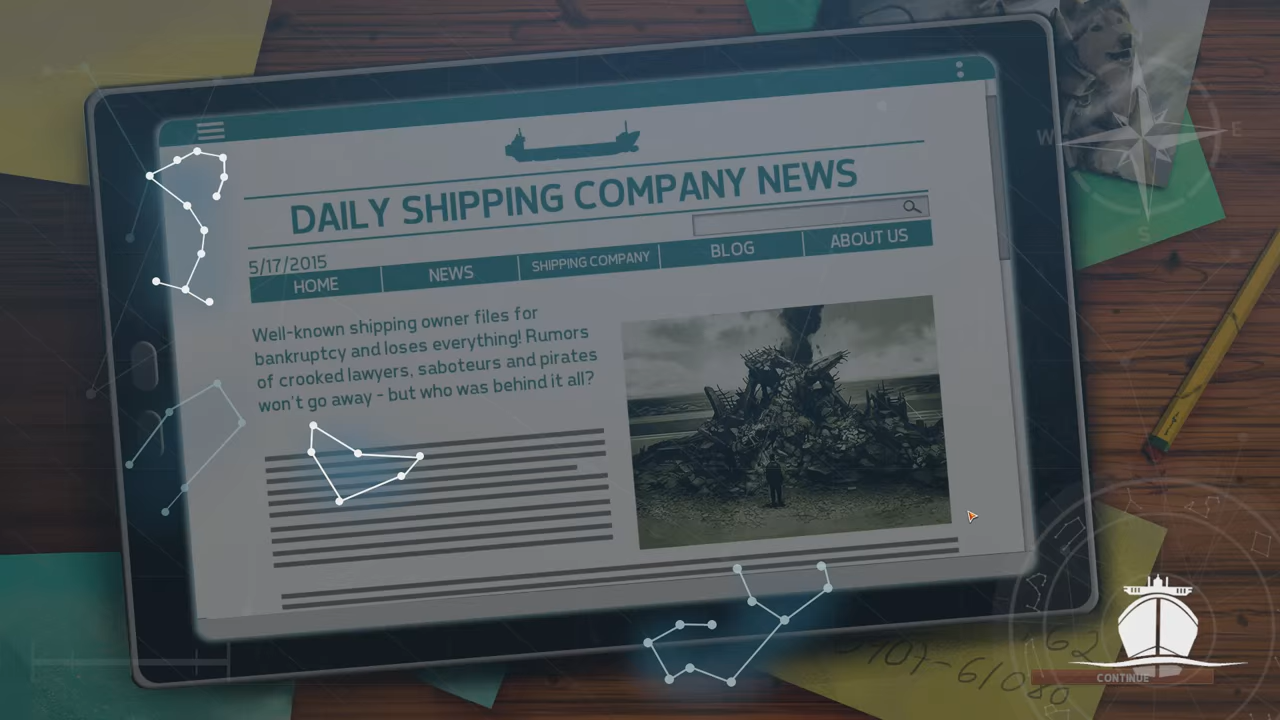 DAILY SHIPPING COMPANY NEWS
5/17/2015
HOME NEWS SHIPPING COMPANY BLOG ABOUT US
Well-known shipping owner files for
bankruptcy and loses everything! Rumors
of crooked lawyers, saboteurs and pirates
won't go away - but who was behind it all?
W E
S
CONTINUE